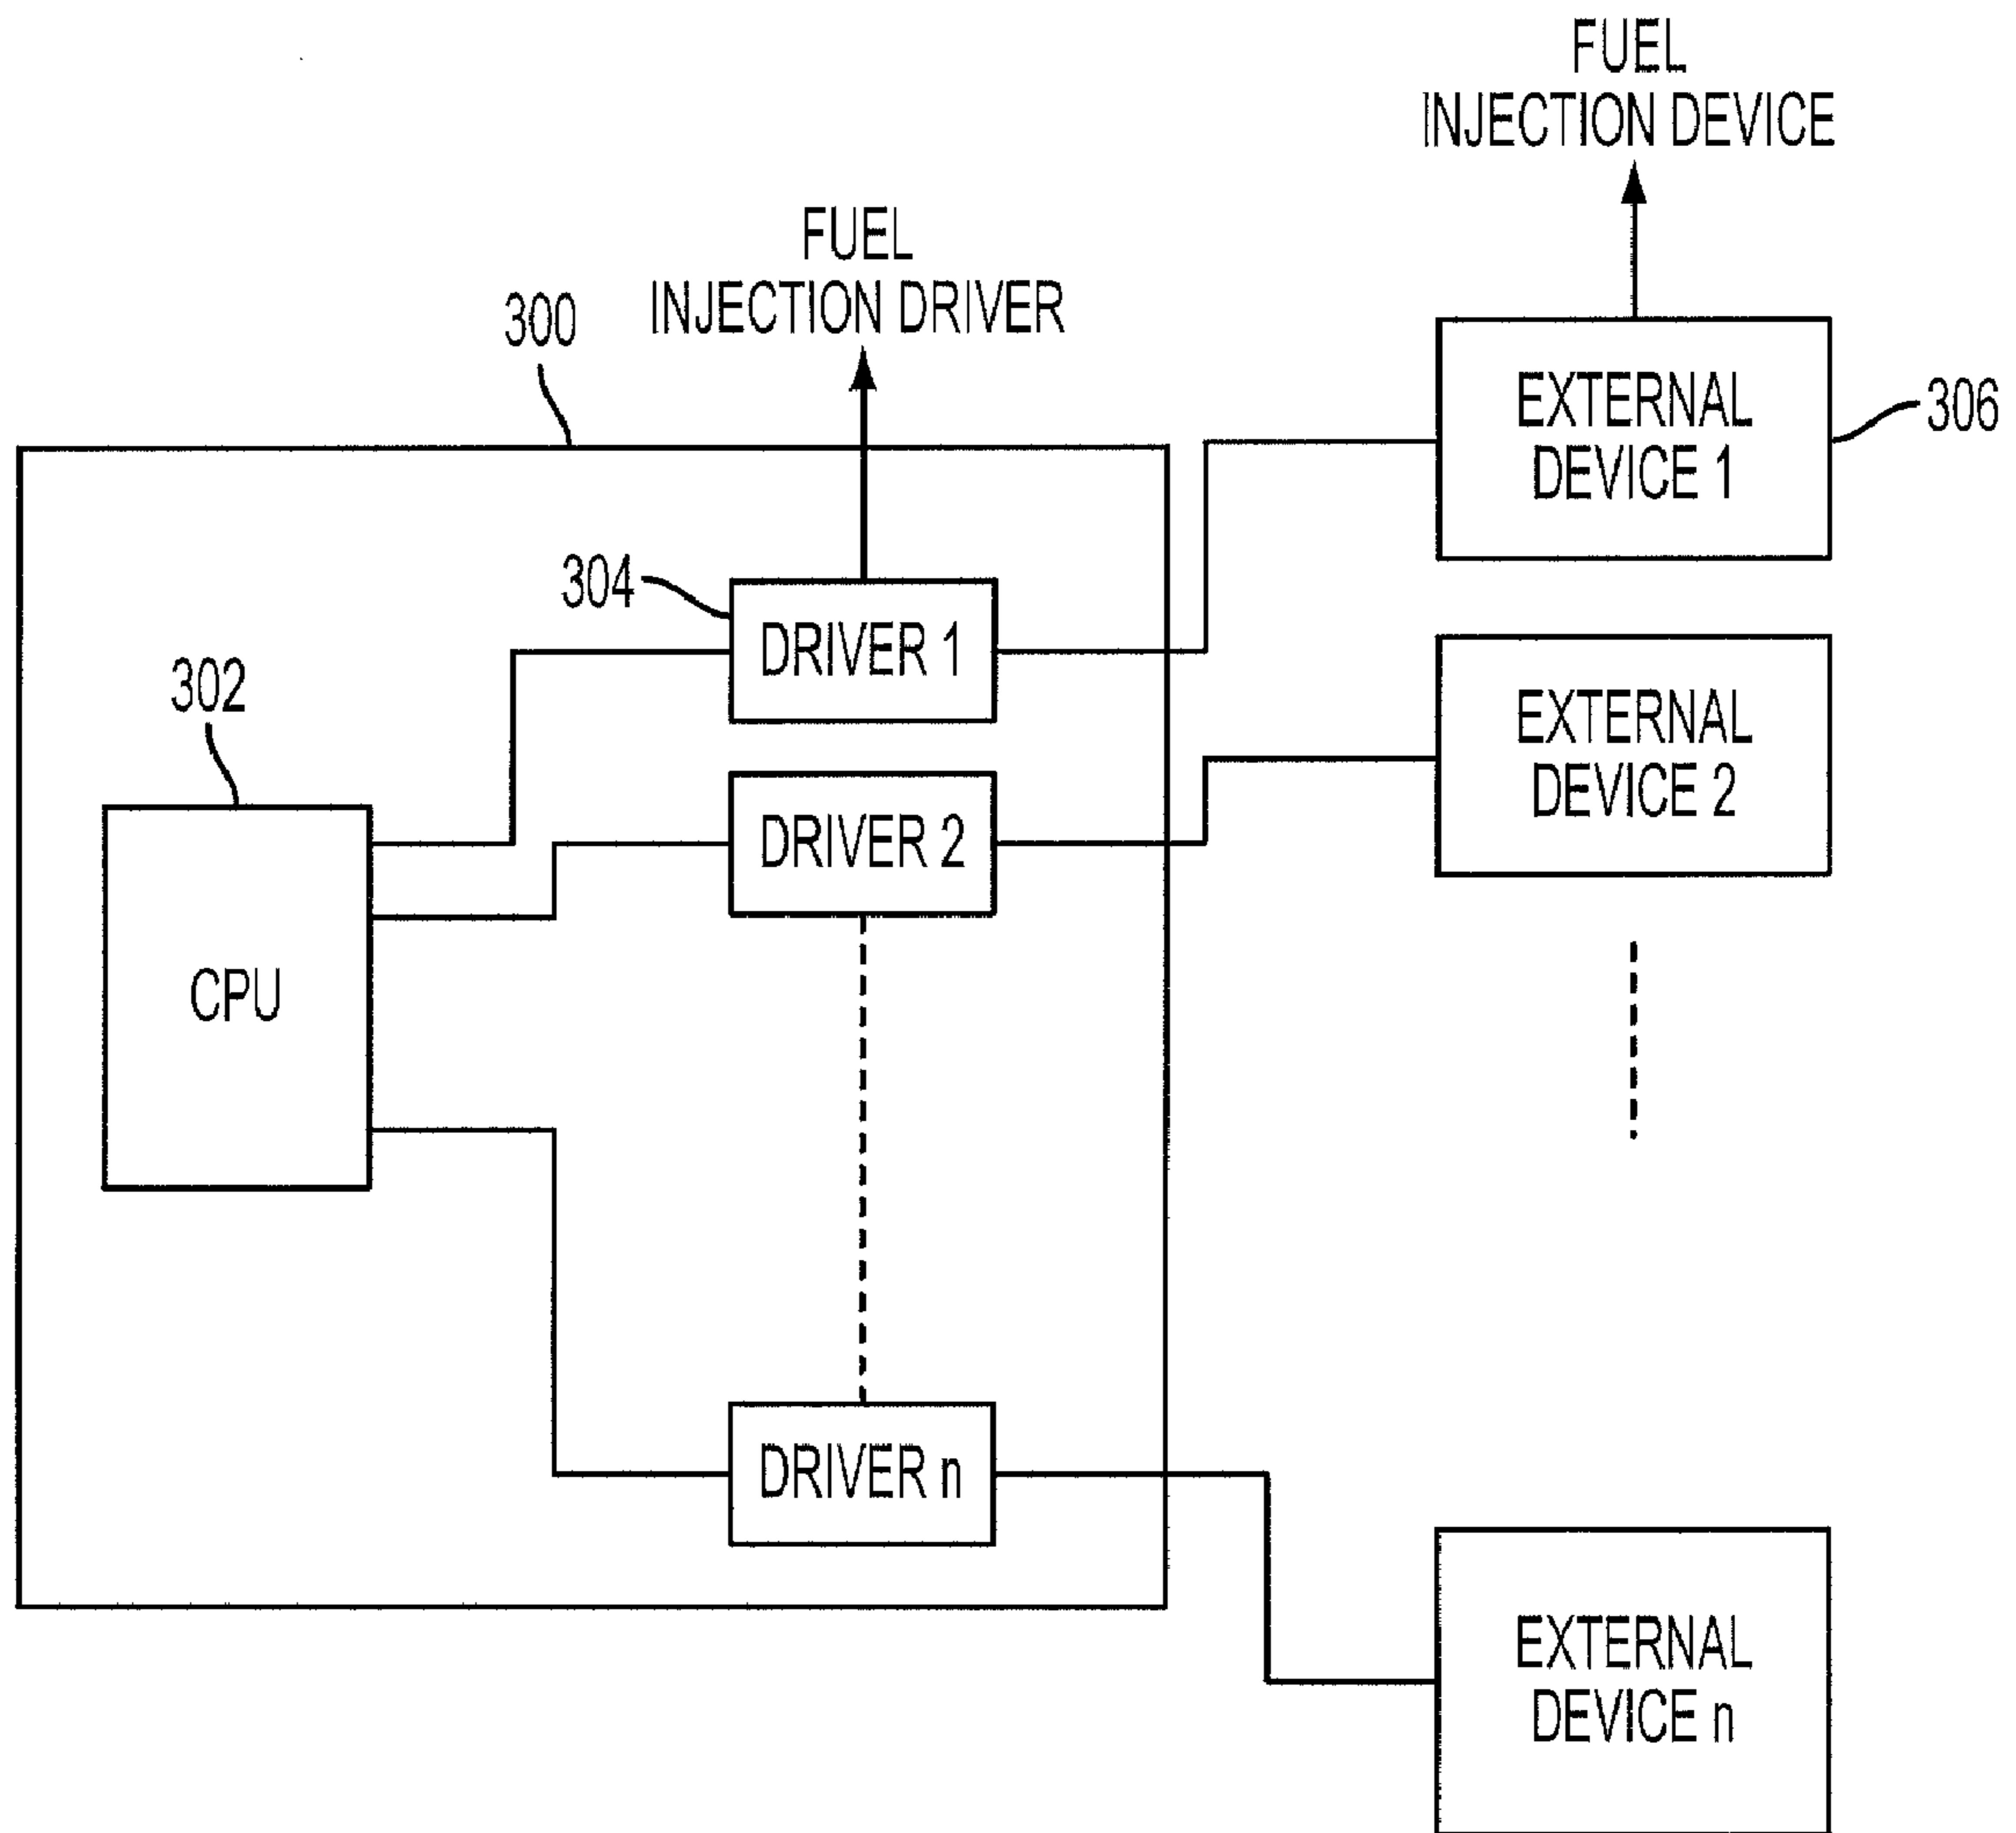 FUEL
INJECTION DEVICE
FUEL
INJECTION DRIVER
300
EXTERNAL
DEVICE 1
306
304
DRIVER 1
302
EXTERNAL
DEVICE 2
DRIVER 2
CPU
DRIVER n
EXTERNAL
DEVICE n